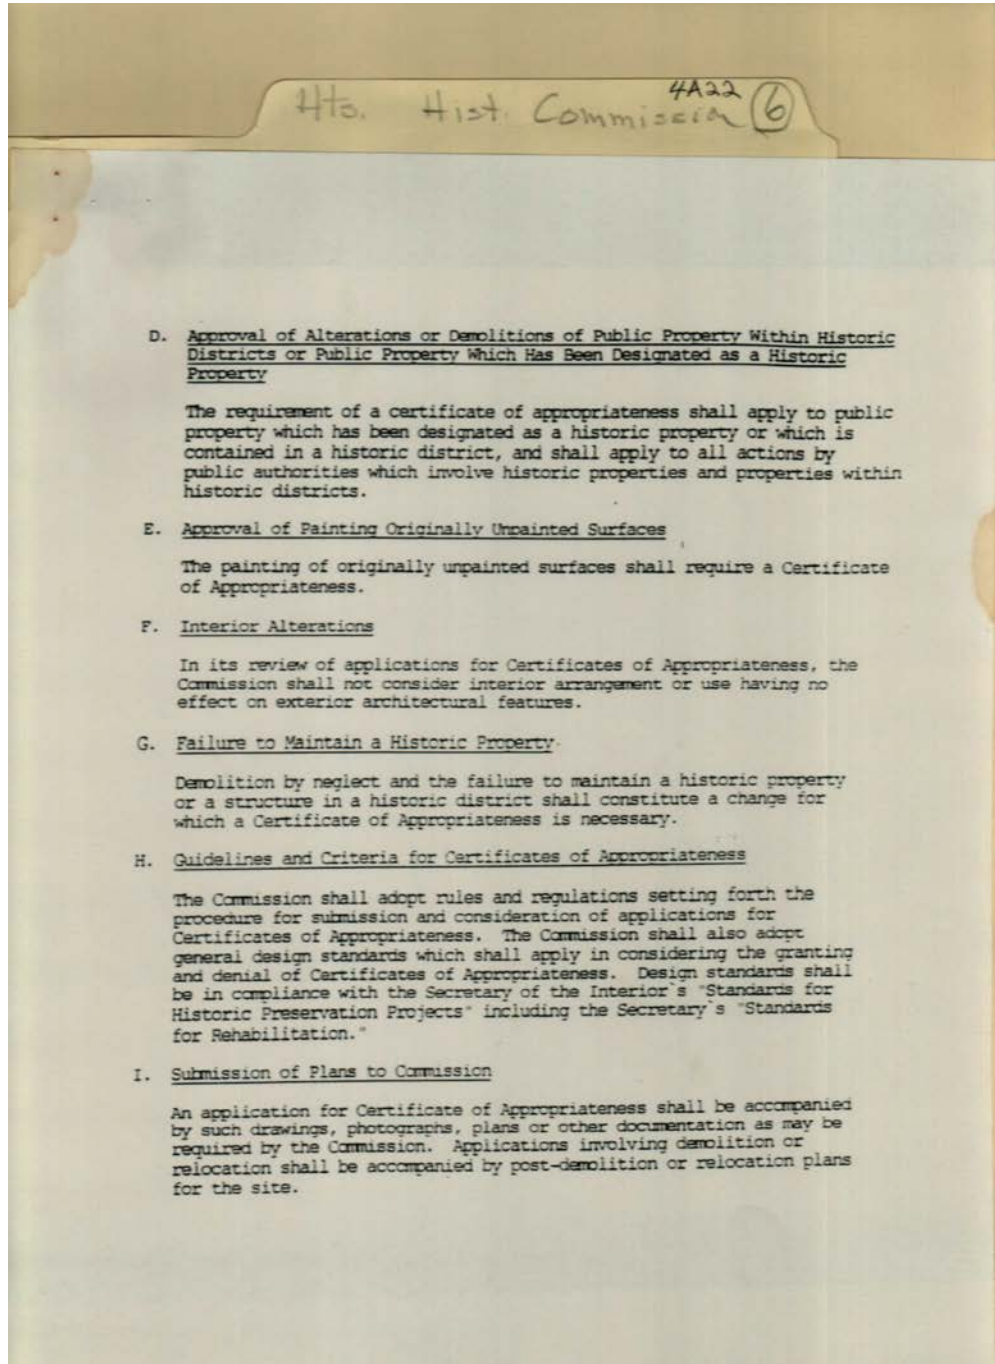 4A22
Hts. Hist. Commission 6
D. Approval of Alterations or Demolitions of Public Property Within Historic
Districts or Public Property Which Has Been Designated as a Historic
Property
The requirement of a certificate of appropriateness shall apply to public
property which has been designated as a historic property or which is
contained in a historic district, and shall apply to all actions by
public authorities which involve historic properties and properties within
historic districts.
E. Approval of Painting Originally Unpainted Surfaces
The painting of originally unpainted surfaces shall require a Certificate
of Appropriateness.
F. Interior Alterations
In its review of applications for Certificates of Appropriateness, the
Commission shall not consider interior arrangement or use having no
effect on exterior architectural features.
G. Failure to Maintain a Historic Property
Demolition by neglect and the failure to maintain a historic property
or a structure in a historic district shall constitute a change for
which a Certificate of Appropriateness is necessary.
H. Guidelines and Criteria for Certificates of Appropriateness
The Commission shall adopt rules and regulations setting forth the
procedure for submission and consideration of applications for
Certificates of Appropriateness. The Commission shall also adopt
general design standards which shall apply in considering the granting
and denial of Certificates of Appropriateness. Design standards shall
be in compliance with the Secretary of the Interior`s "Standards for
Historic Preservation Projects" including the Secretary`s "Standards
for Rehabilitation."
I. Submission of Plans to Commission
An application for Certificate of Appropriateness shall be accompanied
by such drawings, photographs, plans or other documentation as may be
required by the Commission. Applications involving demolition or
relocation shall be accompanied by post-demolition or relocation plans
for the site.